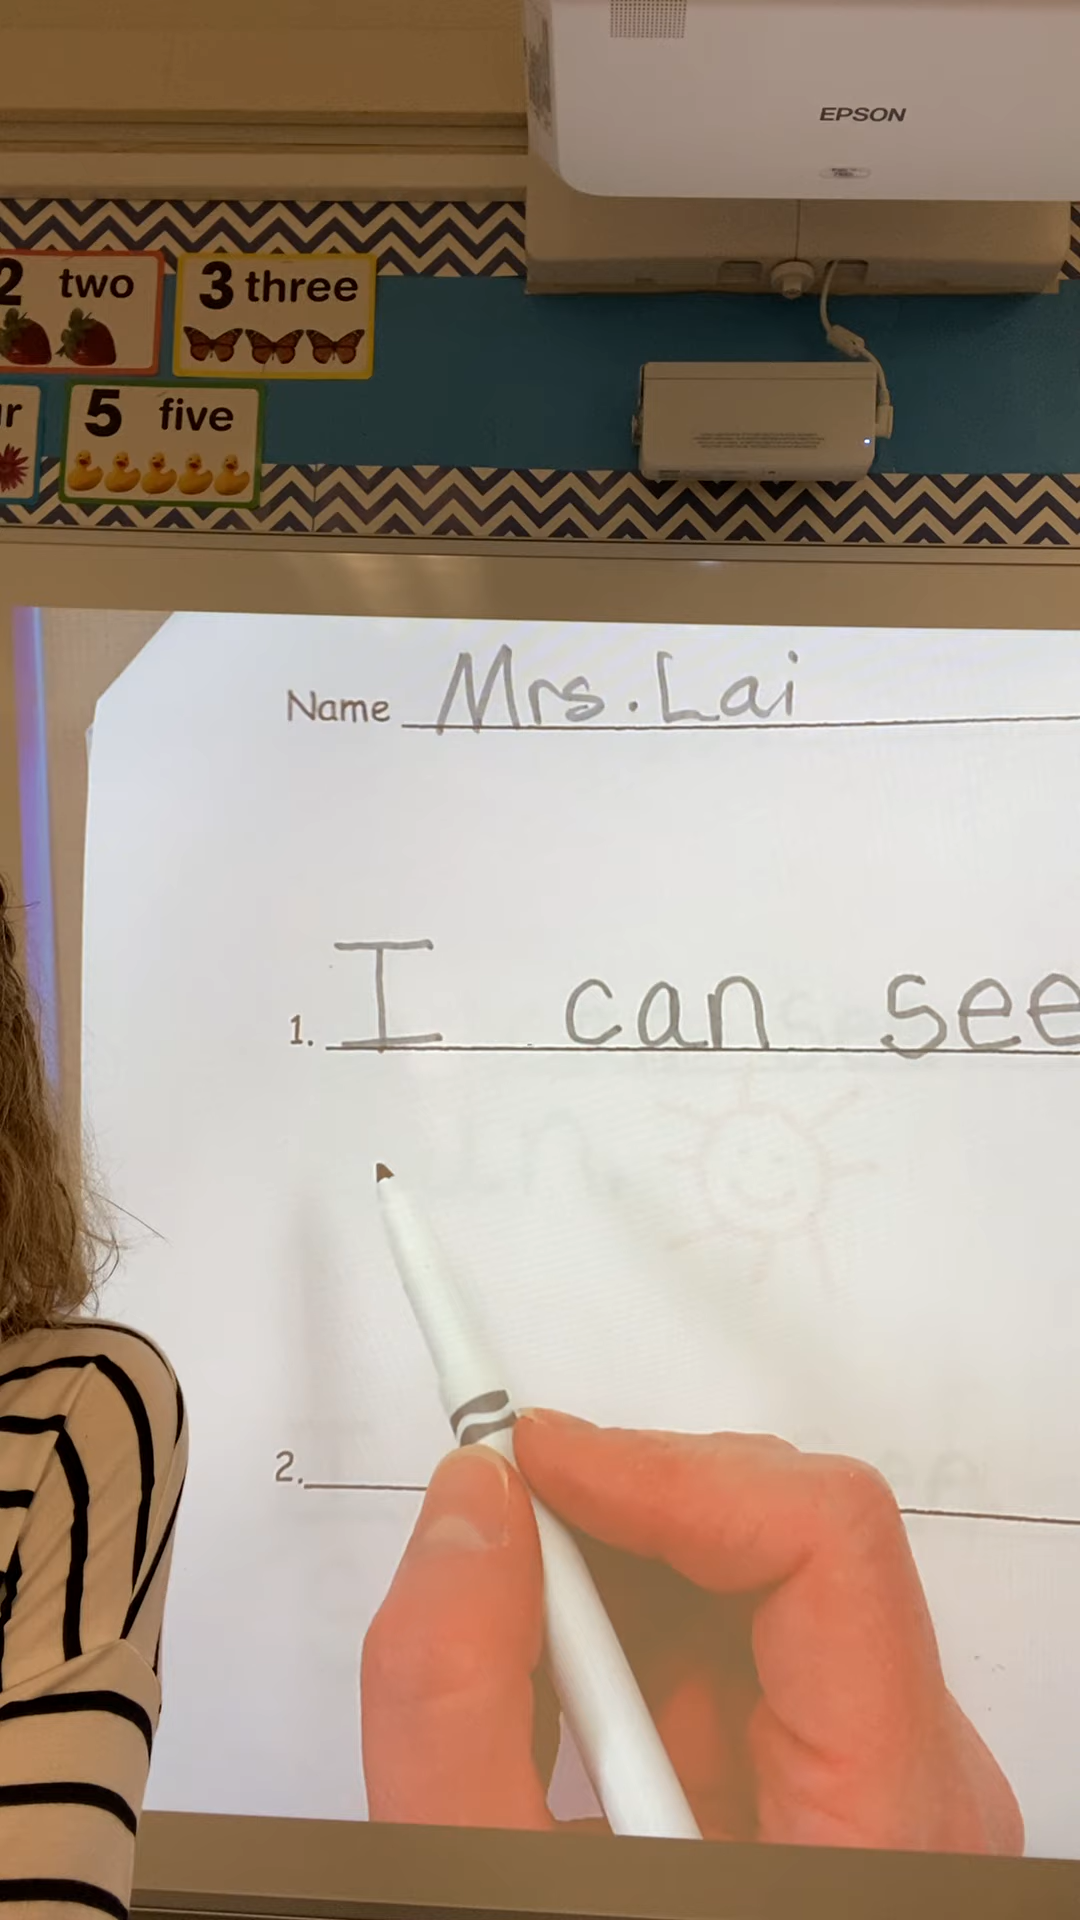 EPSON
2 two
3 three
5 five
Name Mrs. Lai
1. I can see
2.